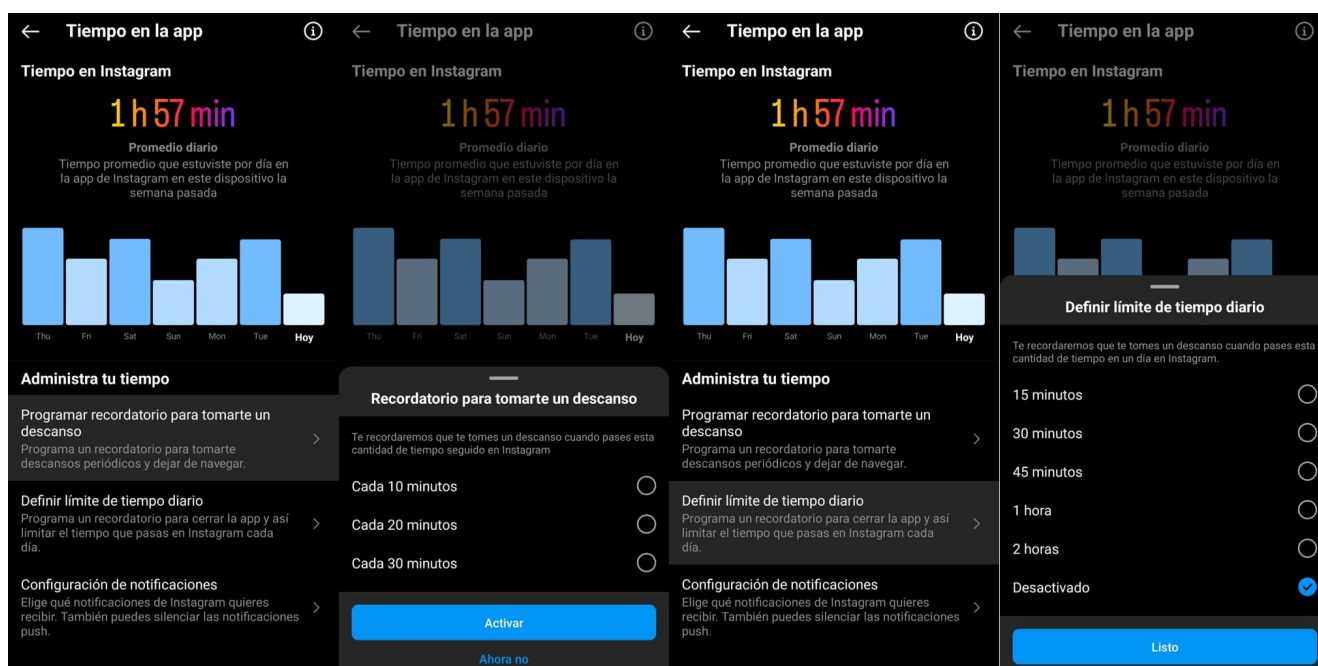 Tiempo en la app
Tiempo en Instagram
1 h 57 min
Promedio diario
Tiempo promedio que estuviste por día en
la app de Instagram en este dispositivo la
semana pasada
Thu Fri Sat Sun Mon Tue Hoy
Administra tu tiempo
Programar recordatorio para tomarte un
descanso
Programa un recordatorio para tomarte
descansos periódicos y dejar de navegar.
Definir límite de tiempo diario
Programa un recordatorio para cerrar la app y así
limitar el tiempo que pasas en Instagram cada
día.
Configuración de notificaciones
Elige qué notificaciones de Instagram quieres
recibir. También puedes silenciar las notificaciones
push.
Tiempo en la app
Tiempo en Instagram
1 h 57 min
Promedio diario
Tiempo promedio que estuviste por día en
la app de Instagram en este dispositivo la
semana pasada
Thu Fri Sat Sun Mon Tue Hoy
Recordatorio para tomarte un descanso
Te recordaremos que te tomes un descanso cuando pases esta
cantidad de tiempo seguido en Instagram
Cada 10 minutos
Cada 20 minutos
Cada 30 minutos
Activar
Ahora no
Tiempo en la app
Tiempo en Instagram
1 h 57 min
Promedio diario
Tiempo promedio que estuviste por día en
la app de Instagram en este dispositivo la
semana pasada
Thu Fri Sat Sun Mon Tue Hoy
Administra tu tiempo
Programar recordatorio para tomarte un
descanso
Programa un recordatorio para tomarte
descansos periódicos y dejar de navegar.
Definir límite de tiempo diario
Programa un recordatorio para cerrar la app y así
limitar el tiempo que pasas en Instagram cada
día.
Configuración de notificaciones
Elige qué notificaciones de Instagram quieres
recibir. También puedes silenciar las notificaciones
push.
Tiempo en la app
Tiempo en Instagram
1 h 57 min
Promedio diario
Tiempo promedio que estuviste por día en
la app de Instagram en este dispositivo la
semana pasada
Definir límite de tiempo diario
Te recordaremos que te tomes un descanso cuando pases esta
cantidad de tiempo en un día en Instagram.
15 minutos
30 minutos
45 minutos
1 hora
2 horas
Desactivado
Listo